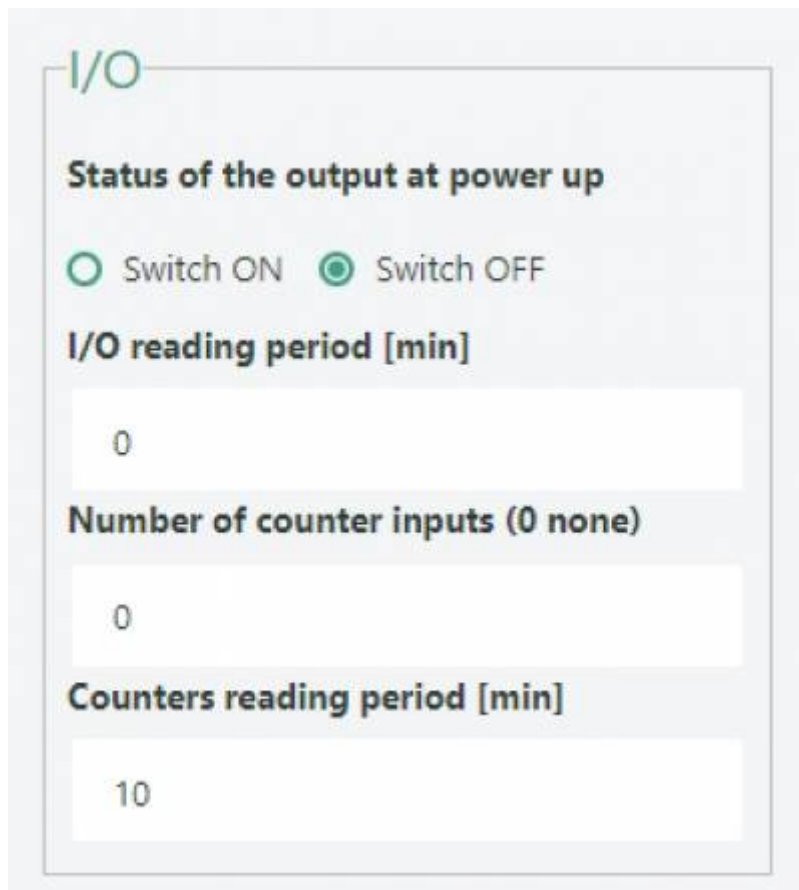 I/O
Status of the output at power up
Switch ON Switch OFF
I/O reading period [min]
0
Number of counter inputs (0 none)
0
Counters reading period [min]
10